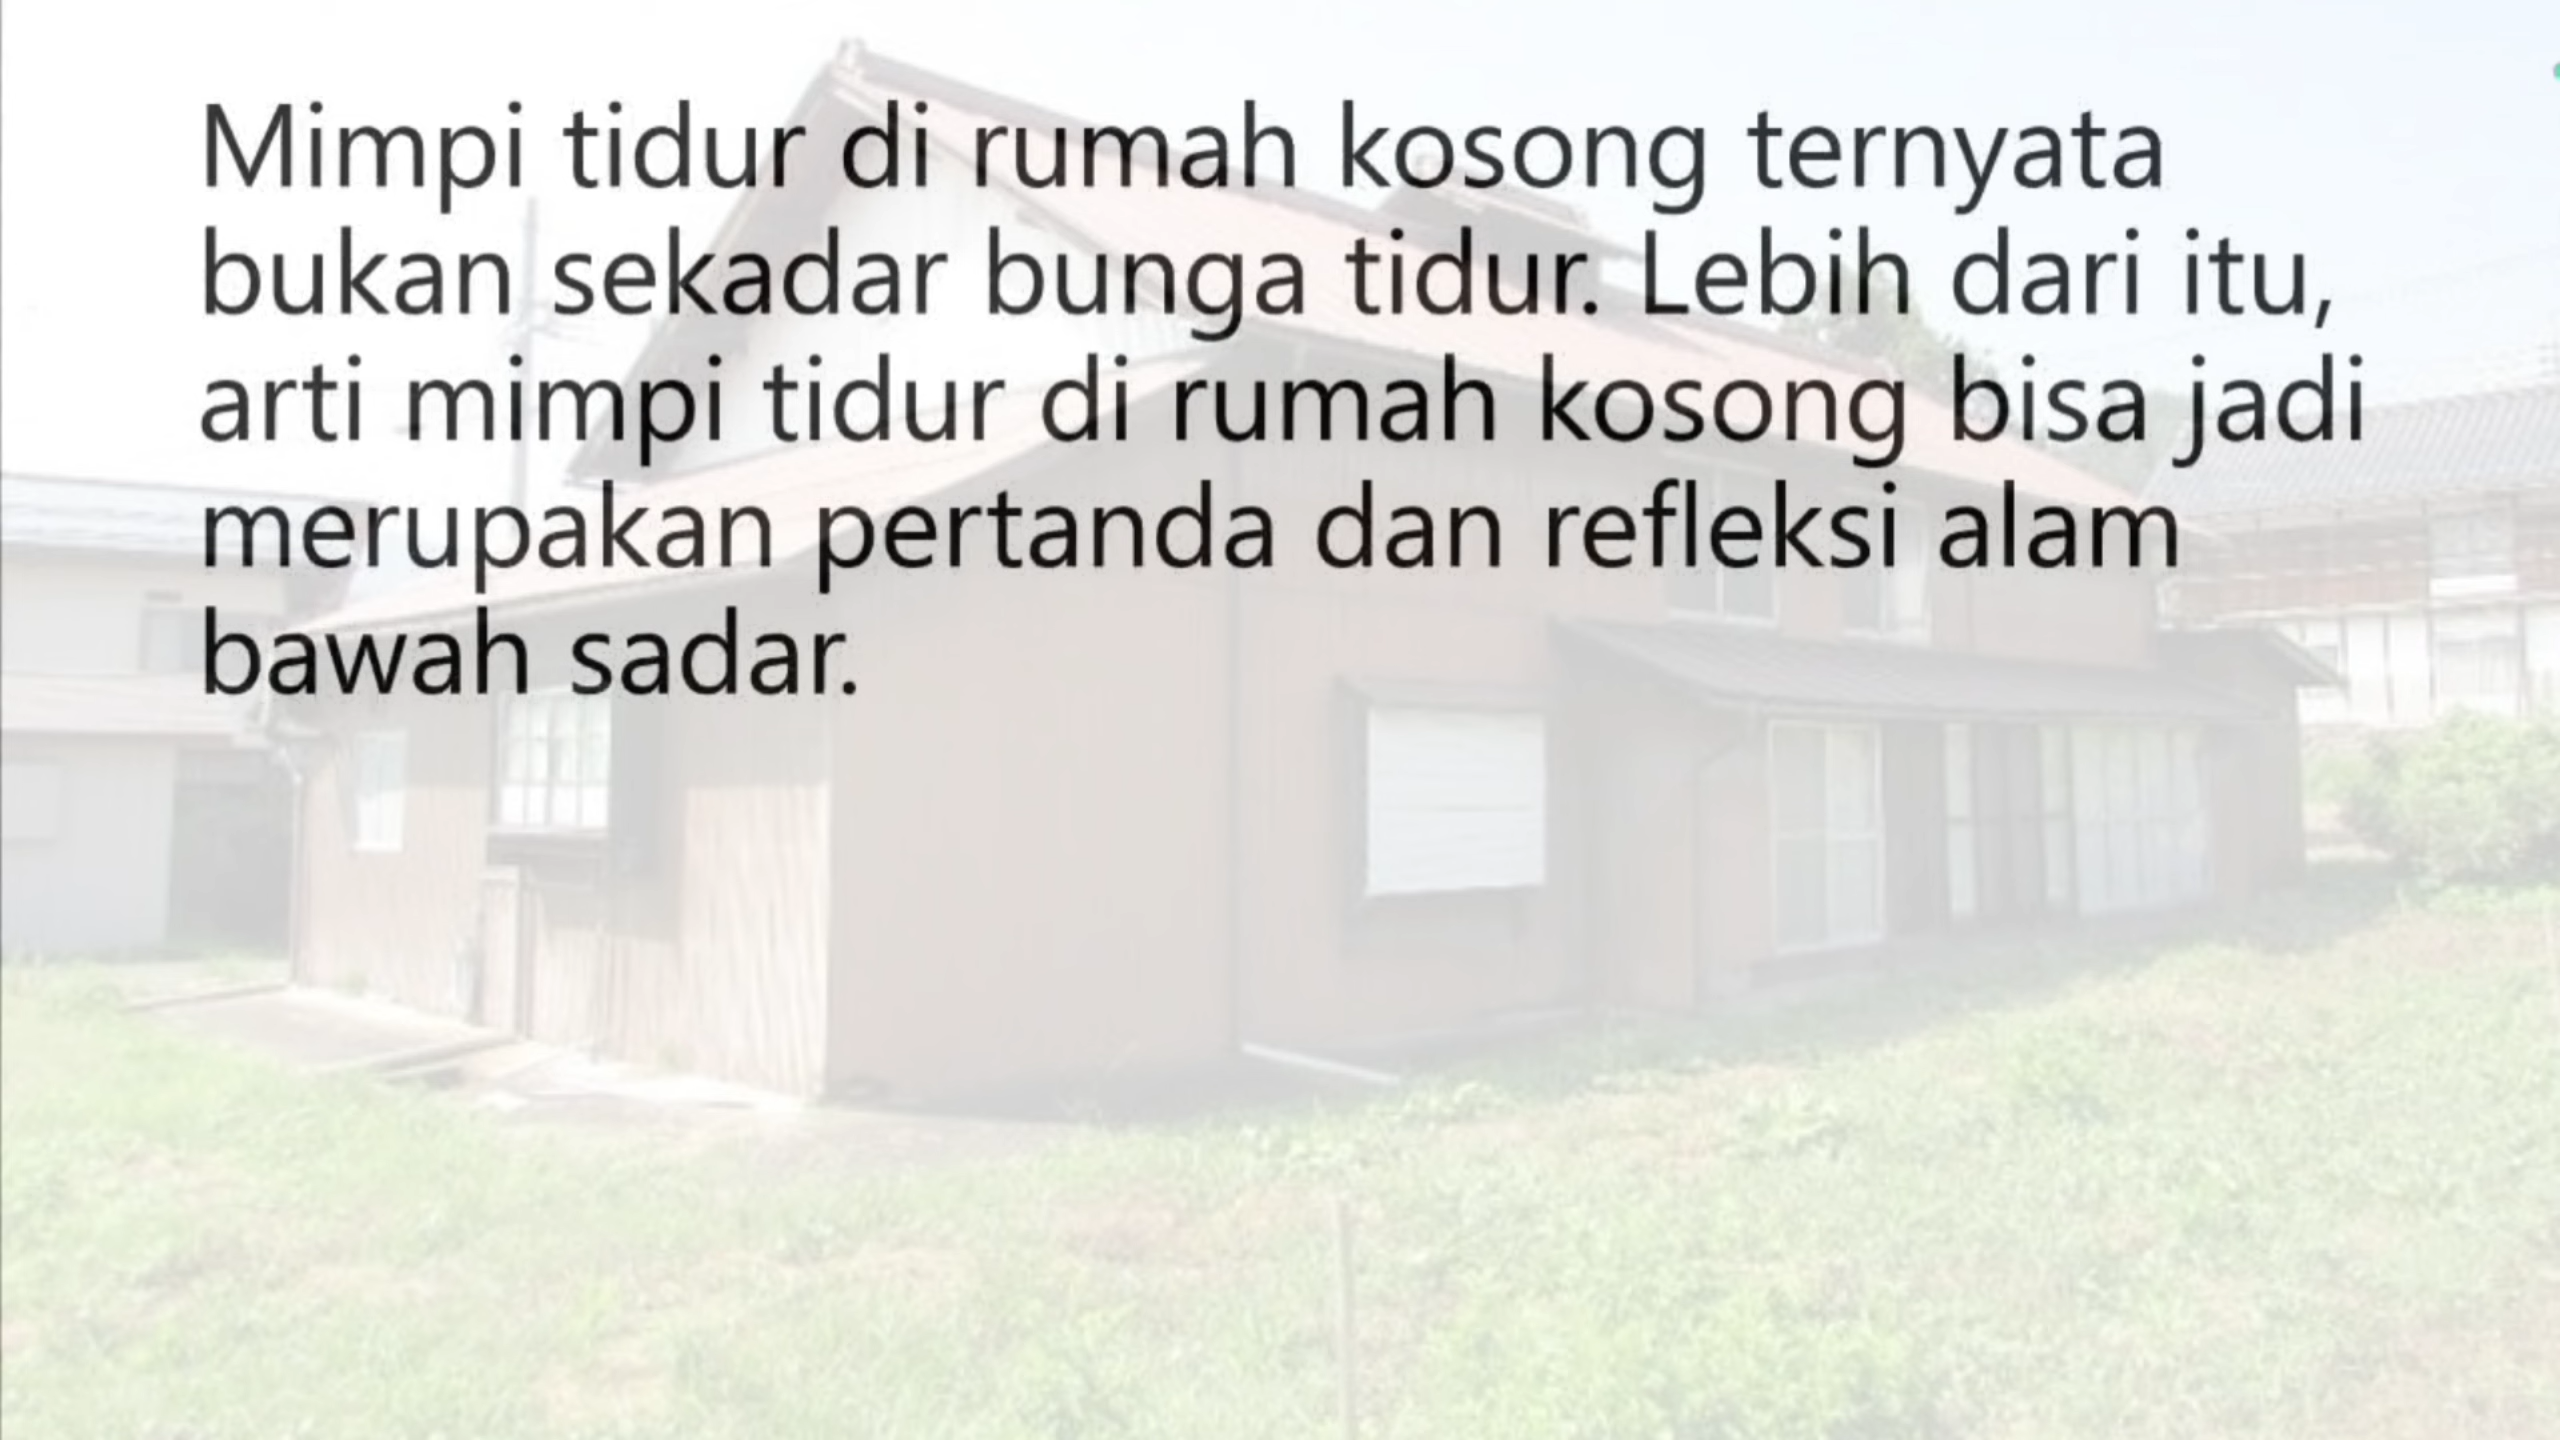 Mimpi tidur di rumah kosong ternyata
bukan sekadar bunga tidur. Lebih dari itu,
arti mimpi tidur di rumah kosong bisa jadi
merupakan pertanda dan refleksi alam
bawah sadar.